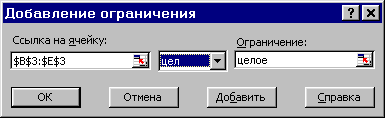 Добавление ограничения
Ссылка на ячейку:
Ограничение:
$B$3:$E$3
цел
целое
ОК
Отмена
Добавить
Справка